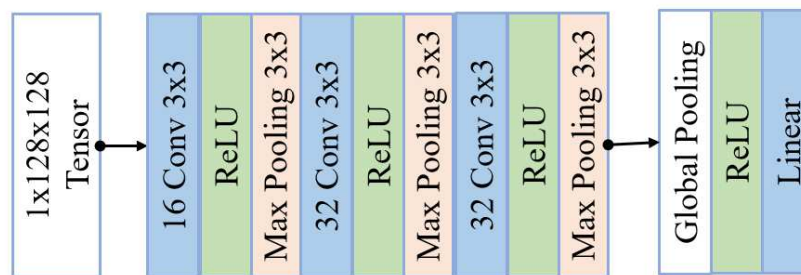 1x128x128
Tensor
16 Conv 3x3
ReLU
Max Pooling 3x3
32 Conv 3x3
ReLU
Max Pooling 3x3
32 Conv 3x3
ReLU
Max Pooling 3x3
Global Pooling
ReLU
Linear